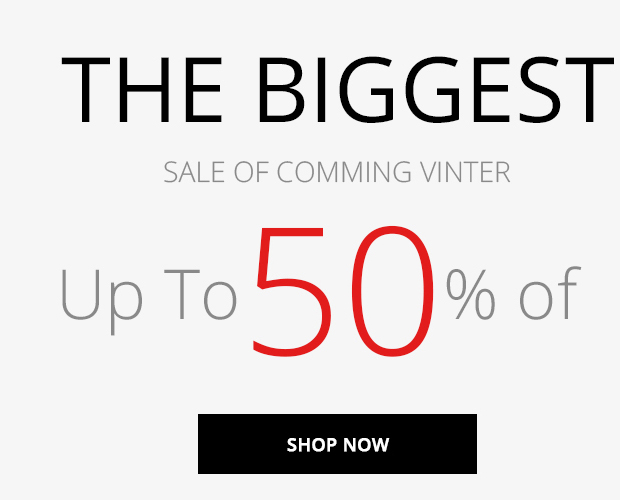 THE BIGGEST
SALE OF COMMING VINTER
Up To 50% of
SHOP NOW